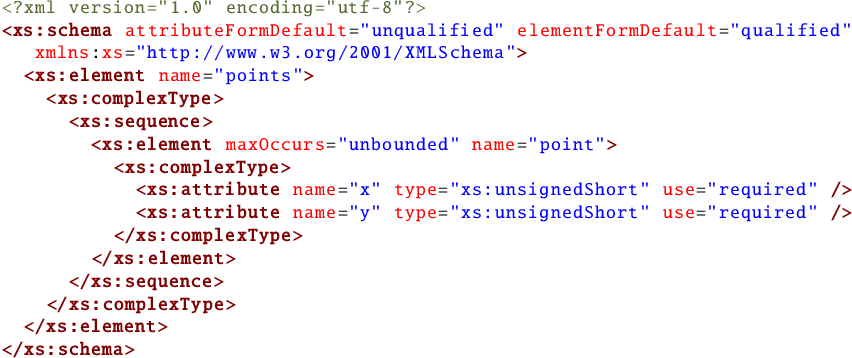 <?xml version="1.0" encoding="utf-8"?>
<xs:schema attributeFormDefault="unqualified" elementFormDefault="qualified"
   xmlns:xs="http://www.w3.org/2001/XMLSchema">
  <xs:element name="points">
    <xs:complexType>
      <xs:sequence>
        <xs:element maxOccurs="unbounded" name="point">
          <xs:complexType>
            <xs:attribute name="x" type="xs:unsignedShort" use="required" />
            <xs:attribute name="y" type="xs:unsignedShort" use="required" />
          </xs:complexType>
        </xs:element>
      </xs:sequence>
    </xs:complexType>
  </xs:element>
</xs:schema>